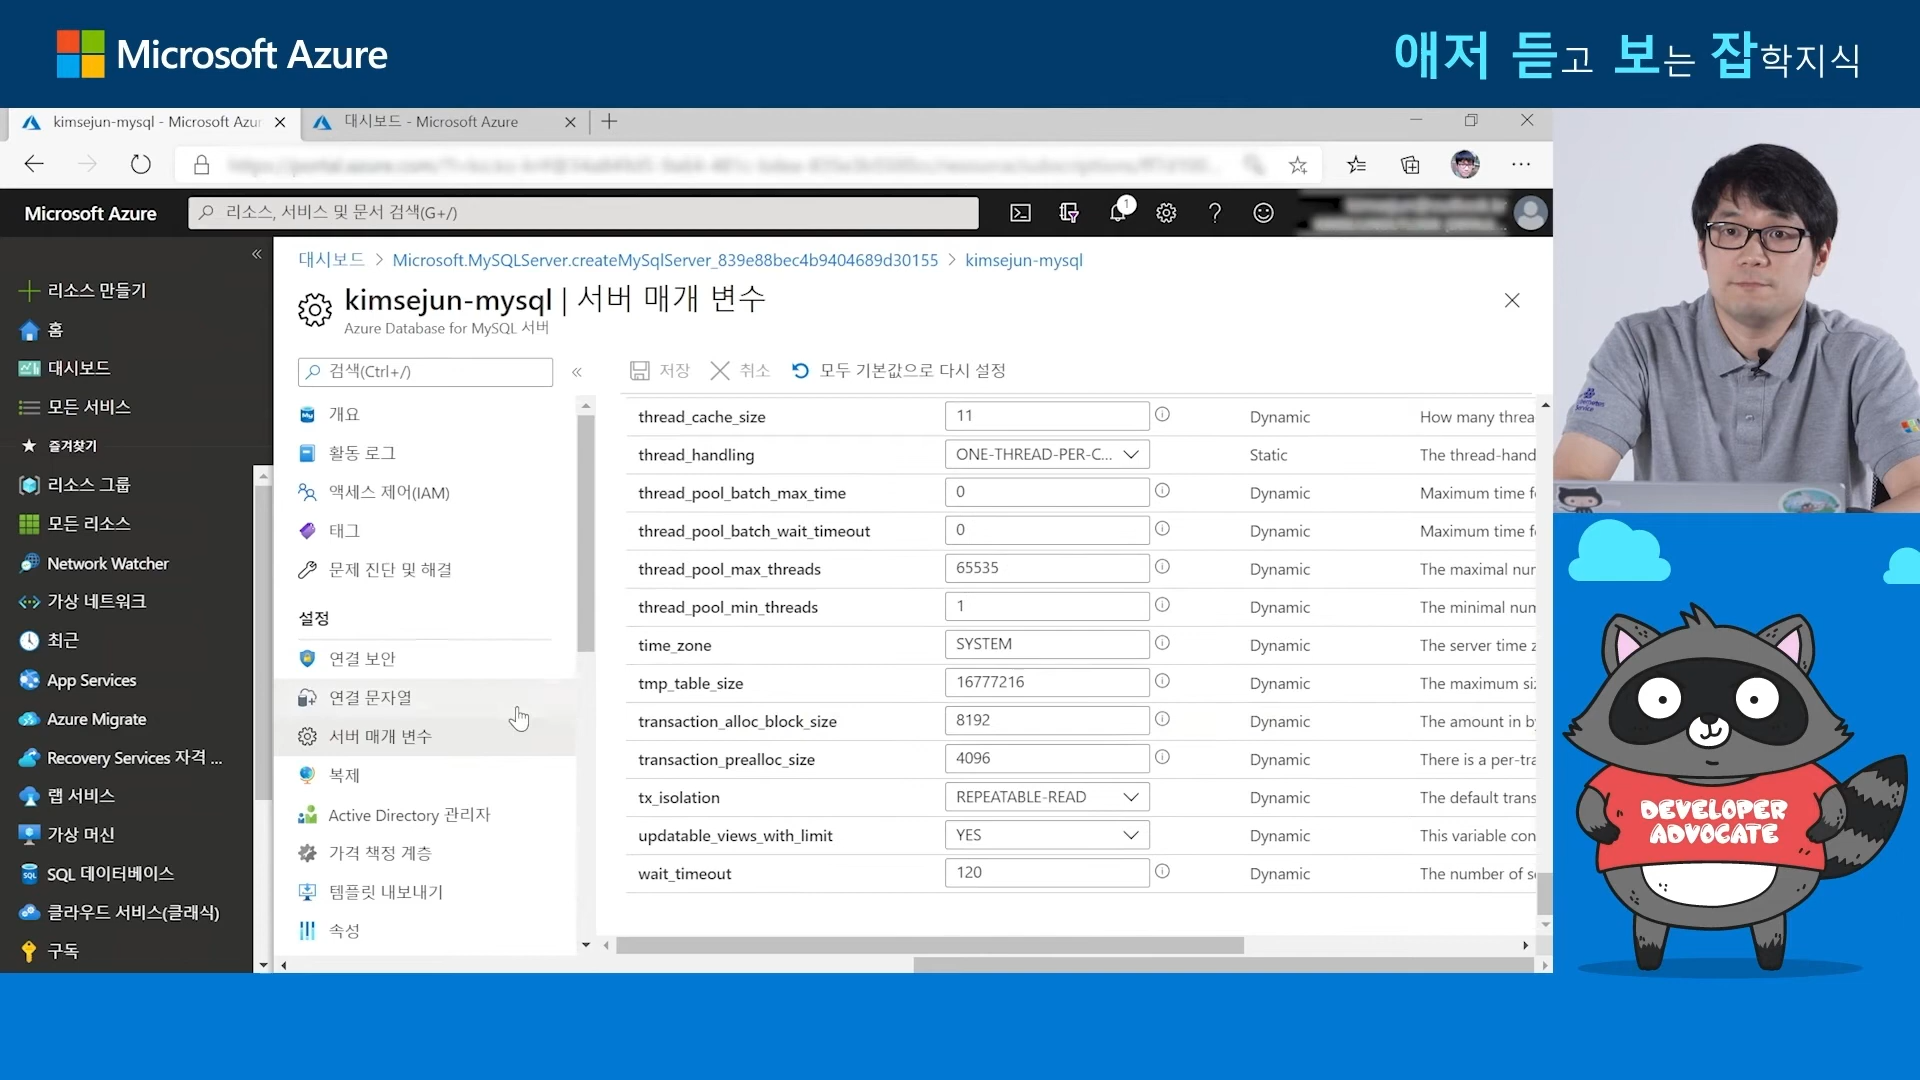 Microsoft Azure
애저 듣고 보는 잡학지식
kimsejun-mysql - Microsoft Azur
대시보드 - Microsoft Azure
Microsoft Azure
리소스, 서비스 및 문서 검색(G+/)
1
리소스 만들기
홈
대시보드
모든 서비스
즐겨찾기
리소스 그룹
모든 리소스
Network Watcher
가상 네트워크
최근
App Services
Azure Migrate
Recovery Services 자격 ...
랩 서비스
가상 머신
SQL 데이터베이스
클라우드 서비스(클래식)
구독
대시보드 > Microsoft.MySQLServer.createMySqlServer_839e88bec4b9404689d30155 > kimsejun-mysql
kimsejun-mysql | 서버 매개 변수
Azure Database for MySQL 서버
검색(Ctrl+/)
개요
활동 로그
액세스 제어(IAM)
태그
문제 진단 및 해결
설정
연결 보안
연결 문자열
서버 매개 변수
복제
Active Directory 관리자
가격 책정 계층
템플릿 내보내기
속성
저장 취소 모두 기본값으로 다시 설정
thread_cache_size 11 Dynamic How many threa
thread_handling ONE-THREAD-PER-C... Static The thread-hand
thread_pool_batch_max_time 0 Dynamic Maximum time f
thread_pool_batch_wait_timeout 0 Dynamic Maximum time f
thread_pool_max_threads 65535 Dynamic The maximal nur
thread_pool_min_threads 1 Dynamic The minimal num
time_zone SYSTEM Dynamic The server time z
tmp_table_size 16777216 Dynamic The maximum si
transaction_alloc_block_size 8192 Dynamic The amount in b
transaction_prealloc_size 4096 Dynamic There is a per-tra
tx_isolation REPEATABLE-READ Dynamic The default trans
updatable_views_with_limit YES Dynamic This variable con
wait_timeout 120 Dynamic The number of s
DEVELOPER
ADVOCATE